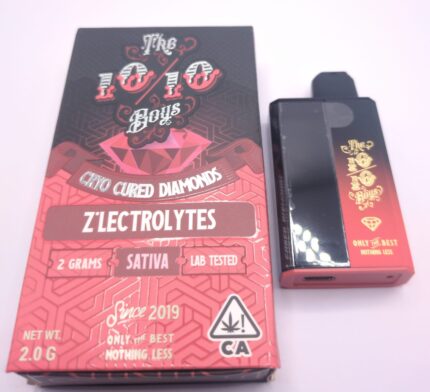 The
10/10
Boys
CRYO CURED DIAMONDS
Z'LECTROLYTES
2 GRAMS
SATIVA
LAB TESTED
Since 2019
ONLY THE BEST
NOTHING LESS
NET WT.
2.0 G
CA
The
10
10
Boys
ONLY THE BEST
NOTHING LESS